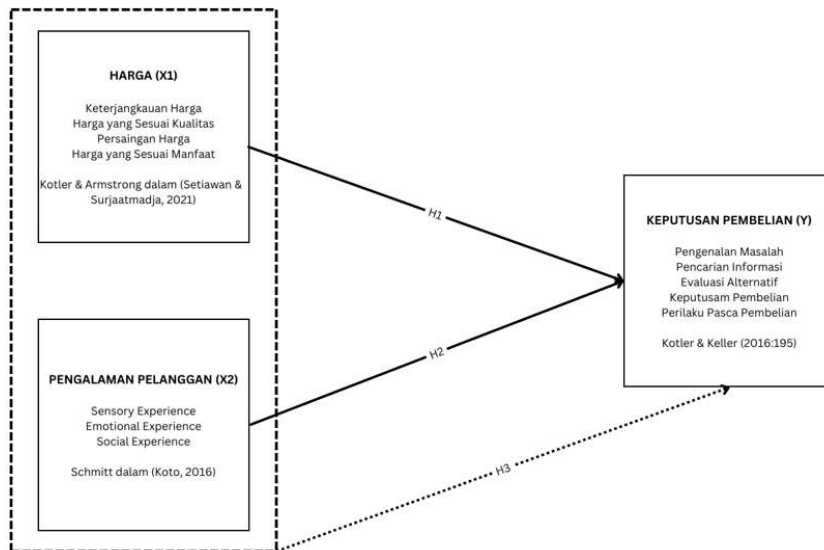 HARGA (X1)
Keterjangkauan Harga
Harga yang Sesuai Kualitas
Persaingan Harga
Harga yang Sesuai Manfaat
Kotler & Armstrong dalam (Setiawan &
Surjaatmadja, 2021)
H1
KEPUTUSAN PEMBELIAN (Y)
Pengenalan Masalah
Pencarian Informasi
Evaluasi Alternatif
Keputusam Pembelian
Perilaku Pasca Pembelian
Kotler & Keller (2016:195)
H2
PENGALAMAN PELANGGAN (X2)
Sensory Experience
Emotional Experience
Social Experience
Schmitt dalam (Koto, 2016)
H3